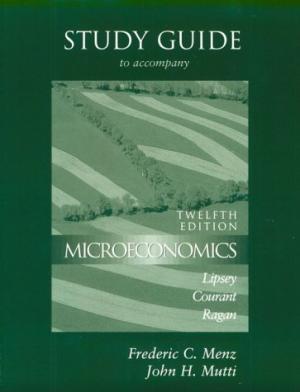 STUDY GUIDE
to accompany
TWELFTH
EDITION
MICROECONOMICS
Lipsey
Courant
Ragan
Frederic C. Menz
John H. Mutti